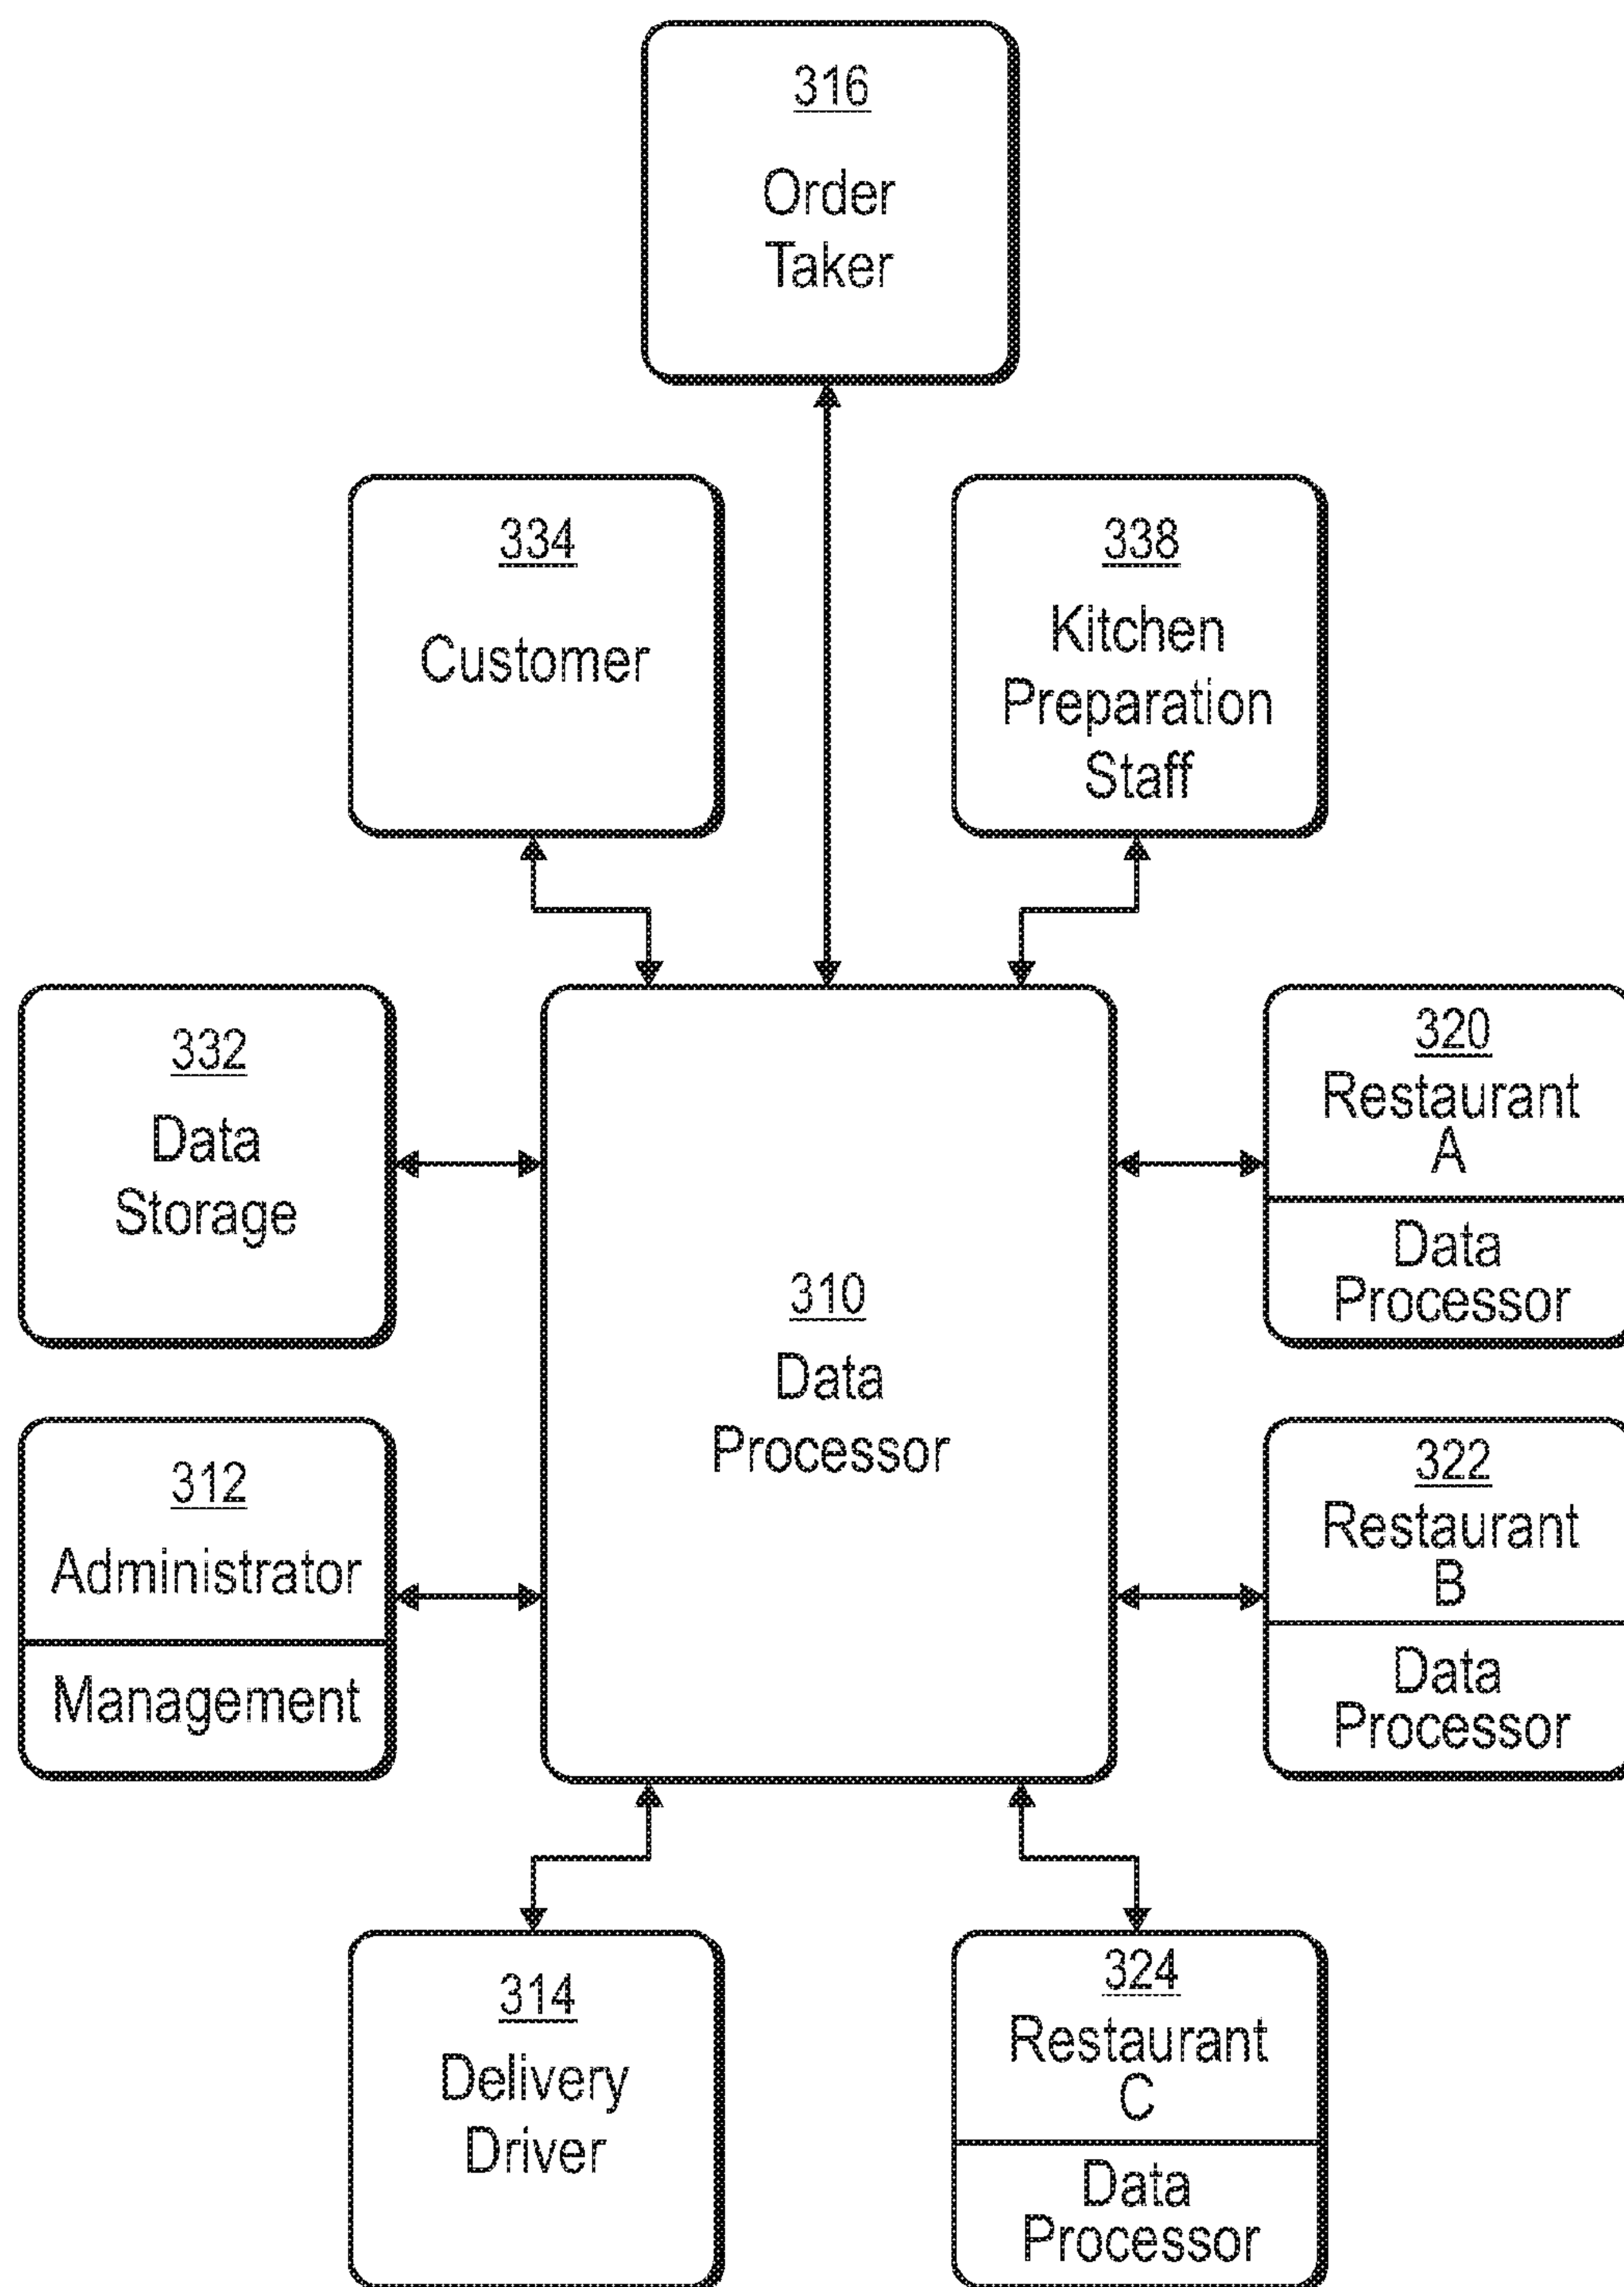 316
Order
Taker
334
Customer
338
Kitchen
Preparation
Staff
332
Data
Storage
310
Data
Processor
320
Restaurant
A
Data
Processor
312
Administrator
Management
322
Restaurant
B
Data
Processor
314
Delivery
Driver
324
Restaurant
C
Data
Processor